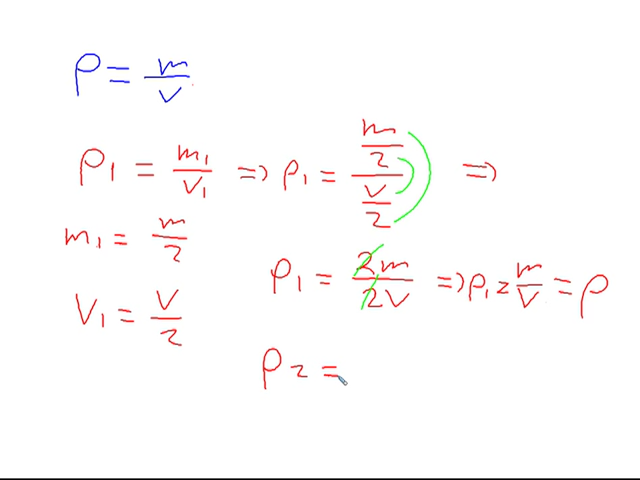 ρ = m/v
ρ1 = m1/v1 => ρ1 = (m/2)/(v/2) =>
m1 = m/2
ρ1 = 2m/2v => ρ1 = m/v = ρ
v1 = v/2
ρ2 =